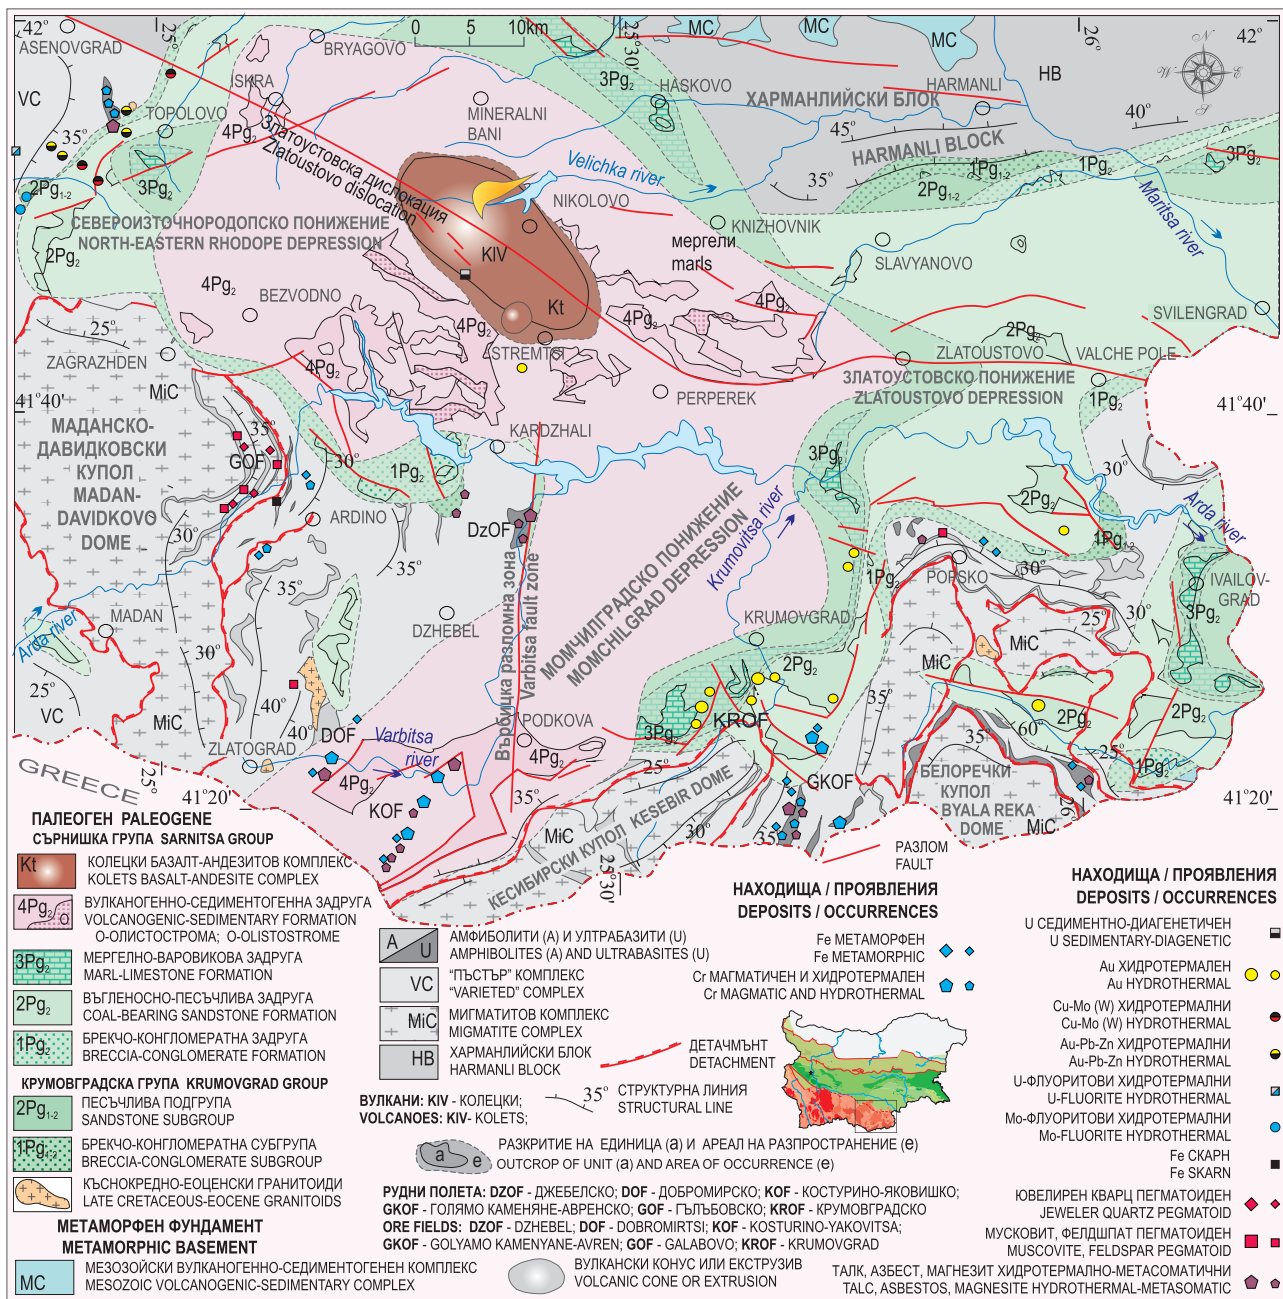 42°
25°
0 5 10km
25°30'
26°
42°
ASENOVGRAD
BRYAGOVO
MC
MC
MC
N
W E
S
VC
ISKRA
3Pg2
HASKOVO
HARMANLI
HB
ХАРМАНЛИЙСКИ БЛОК
HARMANLI BLOCK
35°
TOPOLOVO
4Pg2
MINERALNI
BANI
45°
40°
35°
Златоустовска дислокация
Zlatoustovo dislocation
Velichka river
1Pg1-2
1Pg2
2Pg1-2
3Pg2
2Pg1-2
3Pg2
NIKOLOVO
KNIZHOVNIK
Maritsa river
СЕВЕРОИЗТОЧНОРОДОПСКО ПОНИЖЕНИЕ
NORTH-EASTERN RHODOPE DEPRESSION
2Pg2
KIV
Kt
мергели
marls
SLAVYANOVO
4Pg2
BEZVODNO
4Pg2
4Pg2
4Pg2
SVILENGRAD
25°
ZAGRAZHDEN
MiC
4Pg2
STREMTSI
2Pg2
ZLATOUSTOVO
VALCHE POLE
ЗЛАТОУСТОВСКО ПОНИЖЕНИЕ
ZLATOUSTOVO DEPRESSION
PERPEREK
1Pg2
41°40'
41°40'
МАДАНСКО-
ДАВИДКОВСКИ
КУПОЛ
MADAN-
DAVIDKOVO
DOME
35°
GOF
30°
30°
KARDZHALI
1Pg2
3Pg2
30°
2Pg2
ARDINO
DzOF
35°
35°
Върбицка разломна зона
Varbitsa fault zone
МОМЧИЛГРАДСКО ПОНИЖЕНИЕ
MOMCHILGRAD DEPRESSION
Krumovitsa river
1Pg1-2
Arda river
1Pg2
POPSKO
30°
30°
IVAILOV-
GRAD
3Pg2
MADAN
Arda river
30°
DZHEBEL
KRUMOVGRAD
25°
MiC
MiC
25°
VC
MiC
40°
40°
2Pg2
35°
2Pg2
2Pg2
ZLATOGRAD
DOF
Varbitsa
river
PODKOVA
4Pg2
3Pg2
KROF
60°
35°
25°
1Pg2
GREECE
25°
41°20'
4Pg2
KOF
35°
25°
GKOF
БЕЛОРЕЧКИ-
КУПОЛ
BYALA REKA
DOME
26°
MiC
41°20'
MiC
КЕСИБИРСКИ КУПОЛ KESEBIR DOME
30°
35°
25°30'
РАЗЛОМ
FAULT
ПАЛЕОГЕН PALEOGENE
СЪРНИШКА ГРУПА SARNITSA GROUP
Kt
КОЛЕЦКИ БАЗАЛТ-АНДЕЗИТОВ КОМПЛЕКС
KOLETS BASALT-ANDESITE COMPLEX
4Pg2 O
ВУЛКАНОГЕННО-СЕДИМЕНТОГЕННА ЗАДРУГА
VOLCANOGENIC-SEDIMENTARY FORMATION
О-ОЛИСТОСТРОМА; O-OLISTOSTROME
3Pg2
МЕРГЕЛНО-ВАРОВИКОВА ЗАДРУГА
MARL-LIMESTONE FORMATION
2Pg2
ВЪГЛЕНОСНО-ПЕСЪЧЛИВА ЗАДРУГА
COAL-BEARING SANDSTONE FORMATION
1Pg2
БРЕКЧО-КОНГЛОМЕРАТНА ЗАДРУГА
BRECCIA-CONGLOMERATE FORMATION
КРУМОВГРАДСКА ГРУПА KRUMOVGRAD GROUP
2Pg1-2
ПЕСЪЧЛИВА ПОДГРУПА
SANDSTONE SUBGROUP
1Pg1-2
БРЕКЧО-КОНГЛОМЕРАТНА СУБГРУПА
BRECCIA-CONGLOMERATE SUBGROUP
КЪСНОКРЕДНО-ЕОЦЕНСКИ ГРАНИТОИДИ
LATE CRETACEOUS-EOCENE GRANITOIDS
МЕТАМОРФЕН ФУНДАМЕНТ
METAMORPHIC BASEMENT
MC
МЕЗОЗОЙСКИ ВУЛКАНОГЕННО-СЕДИМЕНТОГЕНЕН КОМПЛЕКС
MESOZOIC VOLCANOGENIC-SEDIMENTARY COMPLEX
A U
АМФИБОЛИТИ (A) И УЛТРАБАЗИТИ (U)
AMPHIBOLITES (A) AND ULTRABASITES (U)
VC
"ПЪСТЪР" КОМПЛЕКС
"VARIETED" COMPLEX
MiC
МИГМАТИТОВ КОМПЛЕКС
MIGMATITE COMPLEX
HB
ХАРМАНЛИЙСКИ БЛОК
HARMANLI BLOCK
ДЕТАЧМЪНТ
DETACHMENT
ВУЛКАНИ: KIV - КОЛЕЦКИ;
VOLCANOES: KIV- KOLETS;
35°
СТРУКТУРНА ЛИНИЯ
STRUCTURAL LINE
a e
РАЗКРИТИЕ НА ЕДИНИЦА (a) И АРЕАЛ НА РАЗПРОСТРАНЕНИЕ (e)
OUTCROP OF UNIT (a) AND AREA OF OCCURRENCE (e)
РУДНИ ПОЛЕТА: DZOF - ДЖЕБЕЛСКО; DOF - ДОБРОМИРСКО; KOF - КОСТУРИНО-ЯКОВИШКО;
GKOF - ГОЛЯМО КАМЕНЯНЕ-АВРЕНСКО; GOF - ГЪЛЪБОВСКО; KROF - КРУМОВГРАДСКО
ORE FIELDS: DZOF - DZHEBEL; DOF - DOBROMIRTSI; KOF - KOSTURINO-YAKOVITSA;
GKOF - GOLYAMO KAMENYANE-AVREN; GOF - GALABOVO; KROF - KRUMOVGRAD
ВУЛКАНСКИ КОНУС ИЛИ ЕКСТРУЗИВ
VOLCANIC CONE OR EXTRUSION
НАХОДИЩА / ПРОЯВЛЕНИЯ
DEPOSITS / OCCURRENCES
Fe МЕТАМОРФЕН
Fe METAMORPHIC
Cr МАГМАТИЧЕН И ХИДРОТЕРМАЛЕН
Cr MAGMATIC AND HYDROTHERMAL
НАХОДИЩА / ПРОЯВЛЕНИЯ
DEPOSITS / OCCURRENCES
U СЕДИМЕНТНО-ДИАГЕНЕТИЧЕН
U SEDIMENTARY-DIAGENETIC
Au ХИДРОТЕРМАЛЕН
Au HYDROTHERMAL
Cu-Mo (W) ХИДРОТЕРМАЛНИ
Cu-Mo (W) HYDROTHERMAL
Au-Pb-Zn ХИДРОТЕРМАЛНИ
Au-Pb-Zn HYDROTHERMAL
U-ФЛУОРИТОВИ ХИДРОТЕРМАЛНИ
U-FLUORITE HYDROTHERMAL
Mo-ФЛУОРИТОВИ ХИДРОТЕРМАЛНИ
Mo-FLUORITE HYDROTHERMAL
Fe СКАРН
Fe SKARN
ЮВЕЛИРЕН КВАРЦ ПЕГМАТОИДЕН
JEWELER QUARTZ PEGMATOID
МУСКОВИТ, ФЕЛДШПАТ ПЕГМАТОИДЕН
MUSCOVITE, FELDSPAR PEGMATOID
ТАЛК, АЗБЕСТ, МАГНЕЗИТ ХИДРОТЕРМАЛНО-МЕТАСОМАТИЧНИ
TALC, ASBESTOS, MAGNESITE HYDROTHERMAL-METASOMATIC